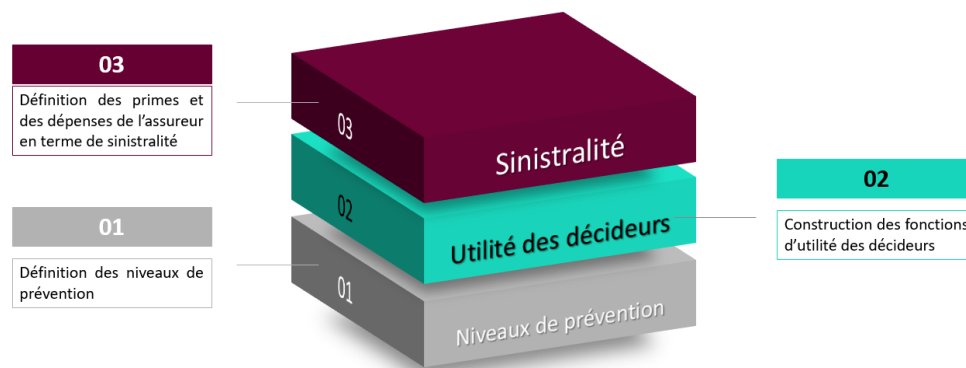 03
Définition des primes et
des dépenses de l'assureur
en terme de sinistralité
01
Définition des niveaux de
prévention
03
Sinistralité
02
Utilité des décideurs
01
Niveaux de prévention
02
Construction des fonctions
d'utilité des décideurs